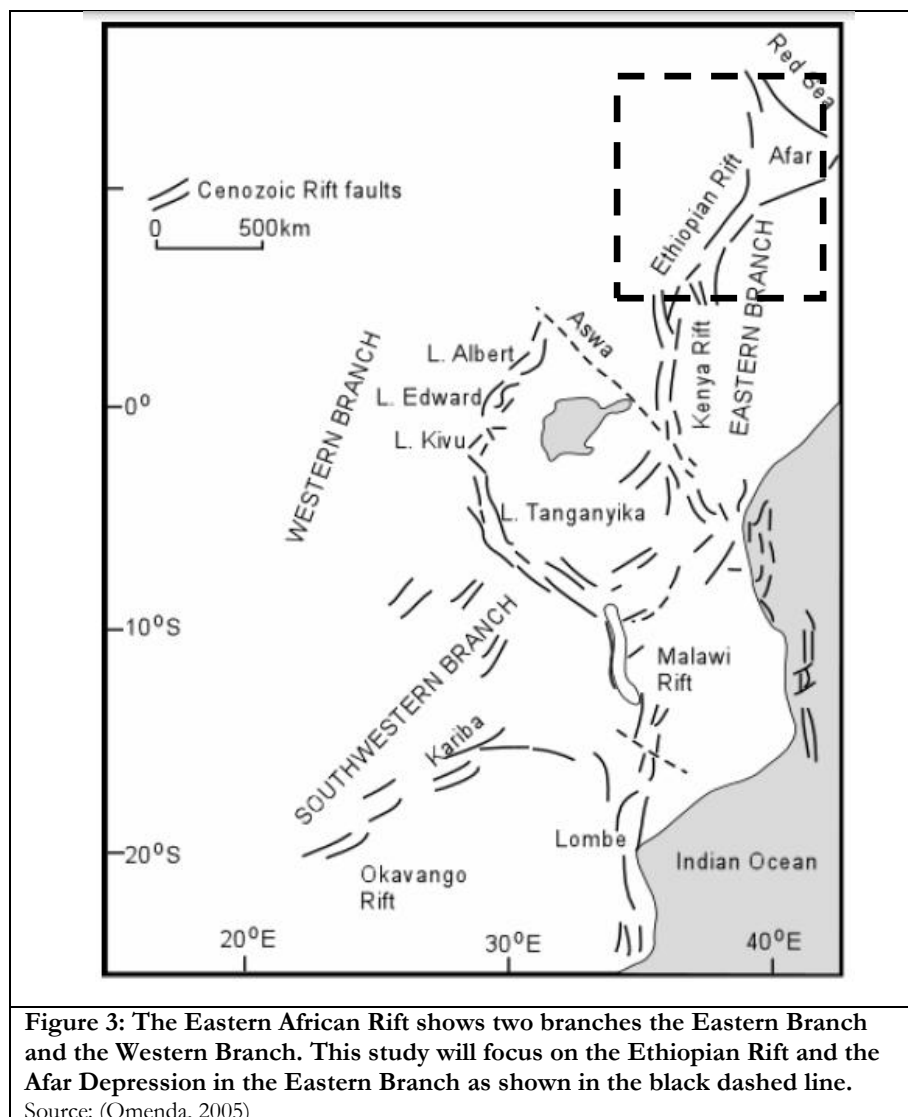 Red Sea
Afar
Ethiopian Rift
Cenozoic Rift faults
0 500km
EASTERN BRANCH
Kenya Rift
Aswa
WESTERN BRANCH
L. Albert
L. Edward
0°
L. Kivu
L. Tanganyika
10°S
SOUTHWESTERN BRANCH
Malawi
Rift
Kariba
Lombe
20°S
Indian Ocean
Okavango
Rift
20°E 30°E 40°E
Figure 3: The Eastern African Rift shows two branches the Eastern Branch
and the Western Branch. This study will focus on the Ethiopian Rift and the
Afar Depression in the Eastern Branch as shown in the black dashed line.
Source: (Omenda, 2005)